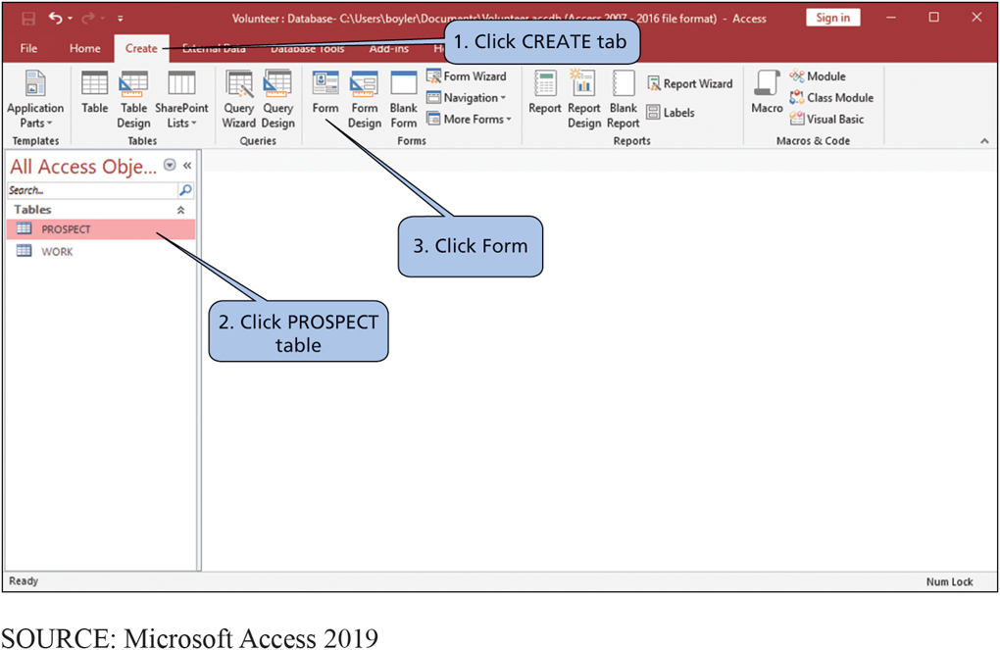 Volunteer : Database- C:\Users\boyler\Documents\Volunteer.accdb (Access 2007 - 2016 file format) - Access
Sign in
File Home Create External Data Database Tools Add-ins
1. Click CREATE tab
Application Parts
Table
Table Design
SharePoint Lists
Query Wizard
Query Design
Form
Form Design
Blank Form
Form Wizard
Navigation
More Forms
Report
Report Design
Blank Report
Report Wizard
Labels
Macro
Module
Class Module
Visual Basic
Templates Tables Queries Forms Reports Macros & Code
All Access Obje...
Search...
Tables
PROSPECT
WORK
3. Click Form
2. Click PROSPECT
table
Ready
Num Lock
SOURCE: Microsoft Access 2019